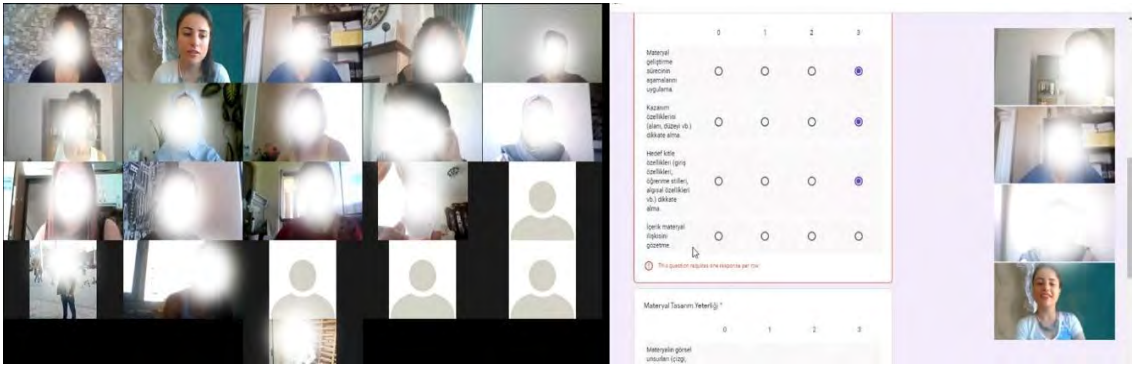 0 1 2 3
Materyal
geliştirme
sürecinin
aşamalarını
uygulama.
Kazanım
özelliklerini
(alan, düzeyi vb.)
dikkate alma.
Hedef kitle
özellikleri (giriş
özellikleri,
öğrenme stilleri,
algısal özellikleri
vb.) dikkate
alma.
İçerik materyal
ilişkisini
gözetme.
This question requires one response per row
Materyal Tasarım Yeterliği *
0 1 2 3
Materyalin görsel
unsurları (çizgi,